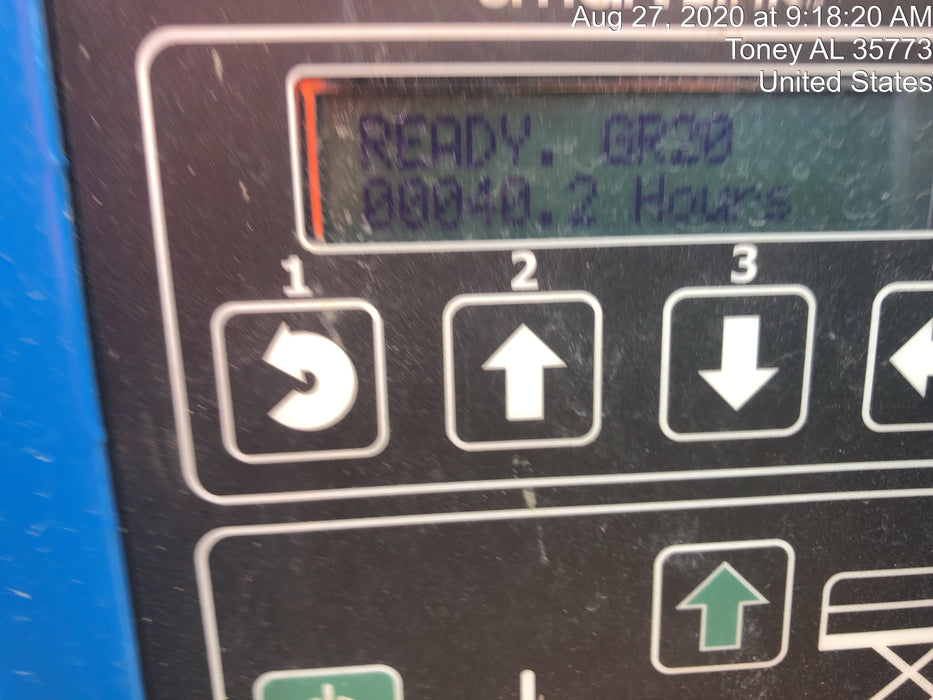 Aug 27, 2020 at 9:18:20 AM
Toney AL 35773
United States
READY. GR20
00040.2 Hours
1 2 3